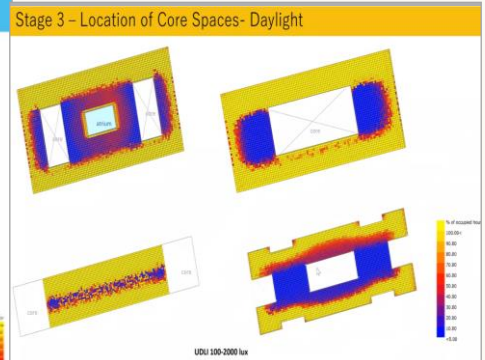 Stage 3 – Location of Core Spaces- Daylight
core
atrium
core
core
core
core
% of occupied hou
100.00<
90.00
80.00
70.00
60.00
50.00
40.00
30.00
20.00
10.00
<0.00
UDLI 100-2000 lux